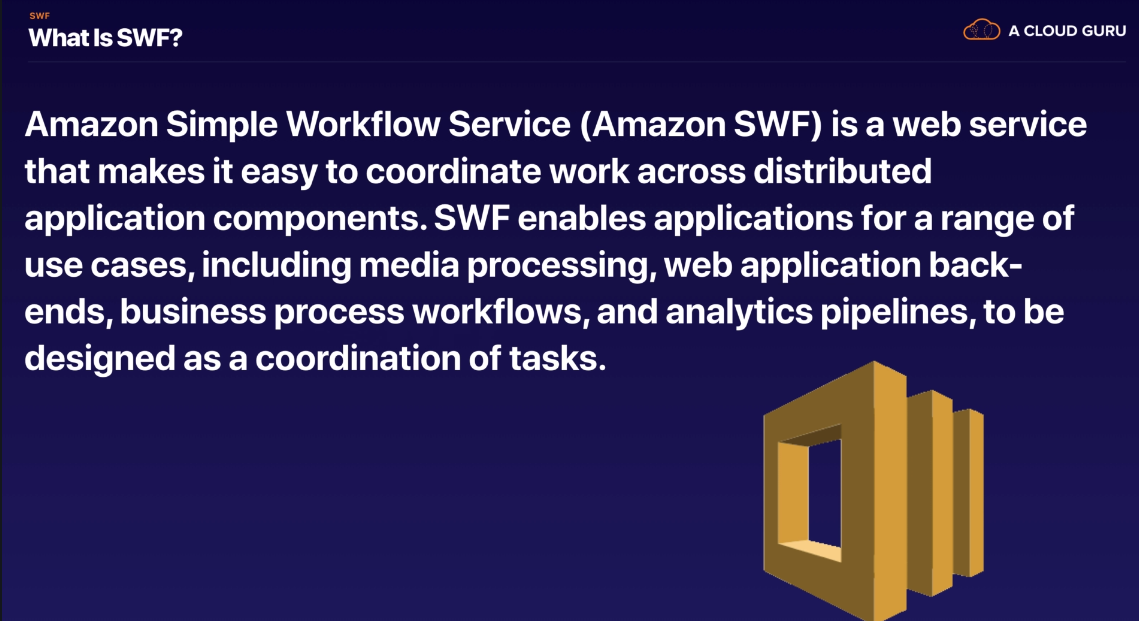 SWF
What Is SWF?
A CLOUD GURU
Amazon Simple Workflow Service (Amazon SWF) is a web service
that makes it easy to coordinate work across distributed
application components. SWF enables applications for a range of
use cases, including media processing, web application back-
ends, business process workflows, and analytics pipelines, to be
designed as a coordination of tasks.